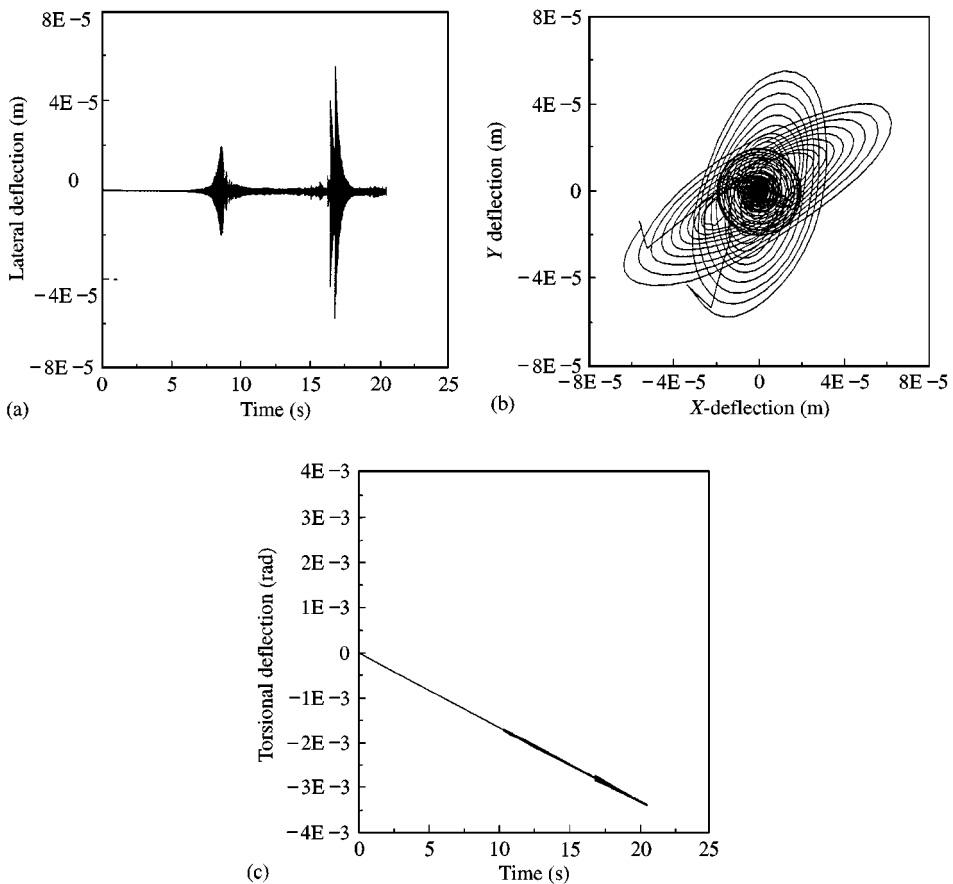 8E −5
4E −5
0
−4E −5
−8E −5
Lateral deflection (m)
0 5 10 15 20 25
Time (s)
(a)
8E −5
4E −5
0
−4E −5
−8E −5
Y deflection (m)
−8E −5 −4E −5 0 4E −5 8E −5
X-deflection (m)
(b)
4E −3
3E −3
2E −3
1E −3
0
−1E −3
−2E −3
−3E −3
−4E −3
Torsional deflection (rad)
0 5 10 15 20 25
Time (s)
(c)